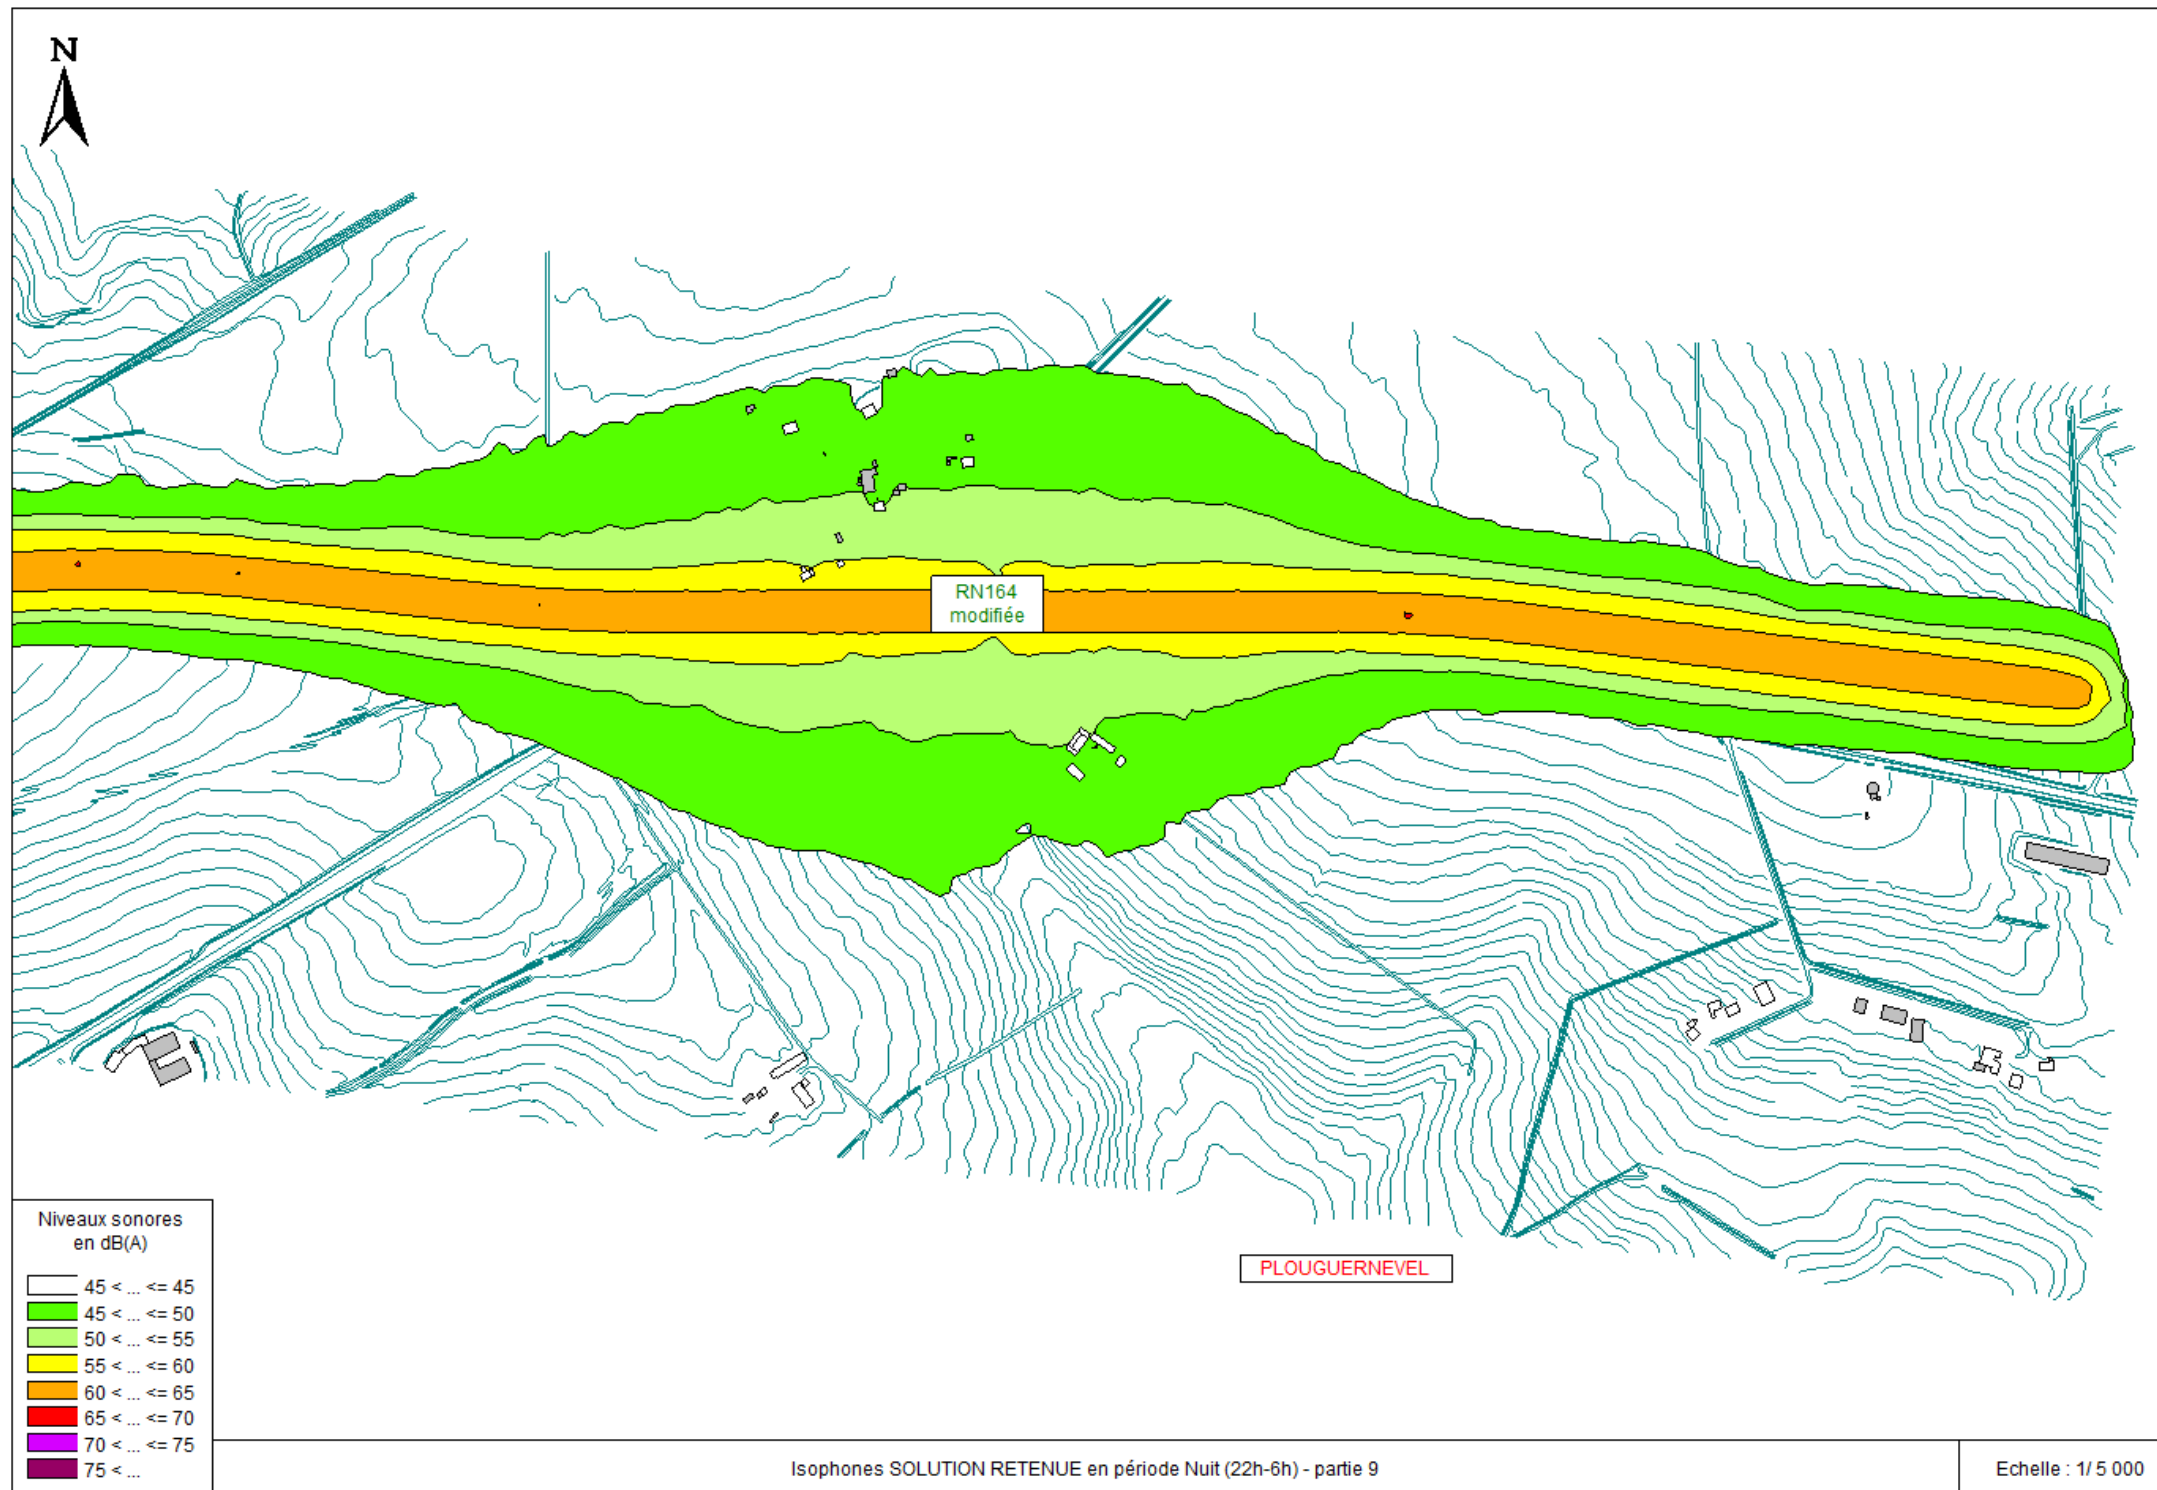 N
RN164
modifiée
Niveaux sonores
en dB(A)
45 < ... <= 45
45 < ... <= 50
50 < ... <= 55
55 < ... <= 60
60 < ... <= 65
65 < ... <= 70
70 < ... <= 75
75 < ...
PLOUGUERNEVEL
Isophones SOLUTION RETENUE en période Nuit (22h-6h) - partie 9
Echelle : 1/ 5 000